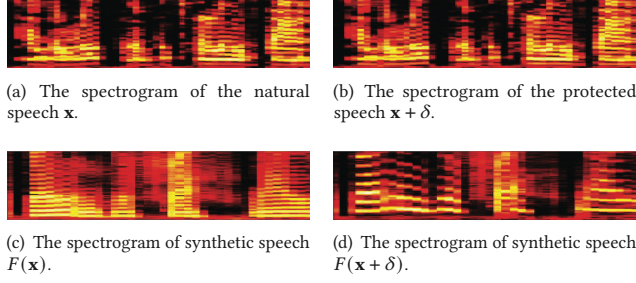 (a) The spectrogram of the natural
speech x.
(b) The spectrogram of the protected
speech x + δ.
(c) The spectrogram of synthetic speech
F(x).
(d) The spectrogram of synthetic speech
F(x + δ).